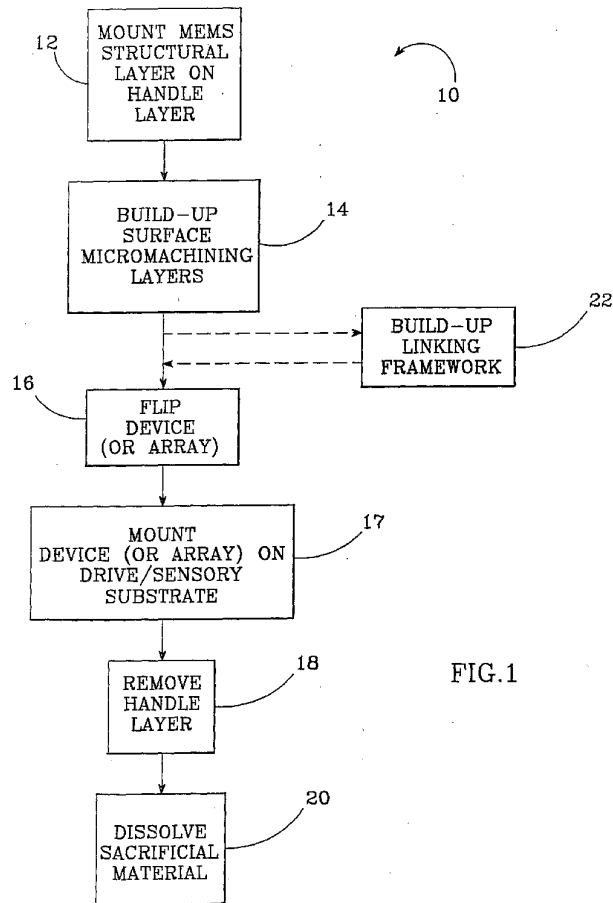 12
MOUNT MEMS
STRUCTURAL
LAYER ON
HANDLE
LAYER
10
14
BUILD-UP
SURFACE
MICROMACHINING
LAYERS
22
BUILD-UP
LINKING
FRAMEWORK
16
FLIP
DEVICE
(OR ARRAY)
17
MOUNT
DEVICE (OR ARRAY) ON
DRIVE/SENSORY
SUBSTRATE
18
REMOVE
HANDLE
LAYER
FIG.1
20
DISSOLVE
SACRIFICIAL
MATERIAL